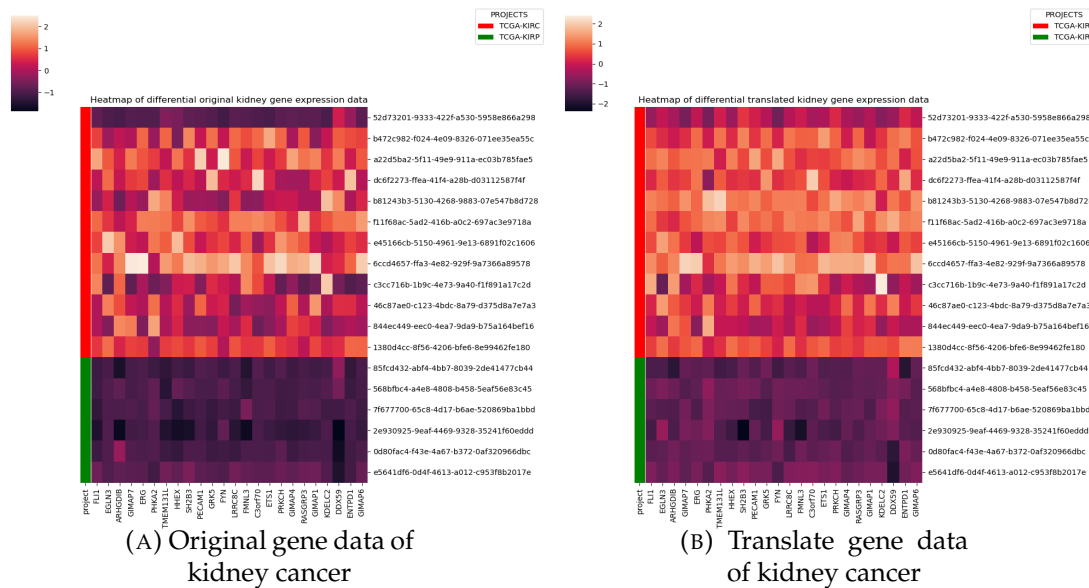 PROJECTS
TCGA-KIRC
TCGA-KIRP
2
1
0
−1
Heatmap of differential original kidney gene expression data
52d73201-9333-422f-a530-5958e866a298
b472c982-f024-4e09-8326-071ee35ea55c
a22d5ba2-5f11-49e9-911a-ec03b785fae5
dc6f2273-ffea-41f4-a28b-d03112587f4f
b81243b3-5130-4268-9883-07e547b8d728
f11f68ac-5ad2-416b-a0c2-697ac3e9718a
e45166cb-5150-4961-9e13-6891f02c1606
6ccd4657-ffa3-4e82-929f-9a7366a89578
c3cc716b-1b9c-4e73-9a40-f1f891a17c2d
46c87ae0-c123-4bdc-8a79-d375d8a7e7a3
844ec449-eec0-4ea7-9da9-b75a164bef16
1380d4cc-8f56-4206-bfe6-8e99462fe180
85fcd432-abf4-4bb7-8039-2de41477cb44
568bfbc4-a4e8-4808-b458-5eaf56e83c45
7f677700-65c8-4d17-b6ae-520869ba1bbd
2e930925-9eaf-4469-9328-35241f60eddd
0d80fac4-f43e-4a67-b372-0af320966dbc
e5641df6-0d4f-4613-a012-c953f8b2017e
project
FLI1
EGLN3
ARHGDIB
GIMAP7
ERG
PHKA2
TMEM131L
HHEX
SH2B3
PECAM1
GRK5
FYN
LRRC8C
FMNL3
C3orf70
ETS1
PRKCH
GIMAP4
RASGRP3
GIMAP1
KDELC2
DDX59
ENTPD1
GIMAP6
(A) Original gene data of
kidney cancer
PROJECTS
TCGA-KIR
TCGA-KIR
2
1
0
−1
−2
Heatmap of differential translated kidney gene expression data
52d73201-9333-422f-a530-5958e866a298
b472c982-f024-4e09-8326-071ee35ea55c
a22d5ba2-5f11-49e9-911a-ec03b785fae5
dc6f2273-ffea-41f4-a28b-d03112587f4f
b81243b3-5130-4268-9883-07e547b8d72
f11f68ac-5ad2-416b-a0c2-697ac3e9718a
e45166cb-5150-4961-9e13-6891f02c1606
6ccd4657-ffa3-4e82-929f-9a7366a89578
c3cc716b-1b9c-4e73-9a40-f1f891a17c2d
46c87ae0-c123-4bdc-8a79-d375d8a7e7a3
844ec449-eec0-4ea7-9da9-b75a164bef16
1380d4cc-8f56-4206-bfe6-8e99462fe180
85fcd432-abf4-4bb7-8039-2de41477cb44
568bfbc4-a4e8-4808-b458-5eaf56e83c45
7f677700-65c8-4d17-b6ae-520869ba1bbd
2e930925-9eaf-4469-9328-35241f60eddd
0d80fac4-f43e-4a67-b372-0af320966dbc
e5641df6-0d4f-4613-a012-c953f8b2017e
project
FLI1
EGLN3
ARHGDIB
GIMAP7
ERG
PHKA2
TMEM131L
HHEX
SH2B3
PECAM1
GRK5
FYN
LRRC8C
FMNL3
C3orf70
ETS1
PRKCH
GIMAP4
RASGRP3
GIMAP1
KDELC2
DDX59
ENTPD1
GIMAP6
(B) Translate gene data
of kidney cancer